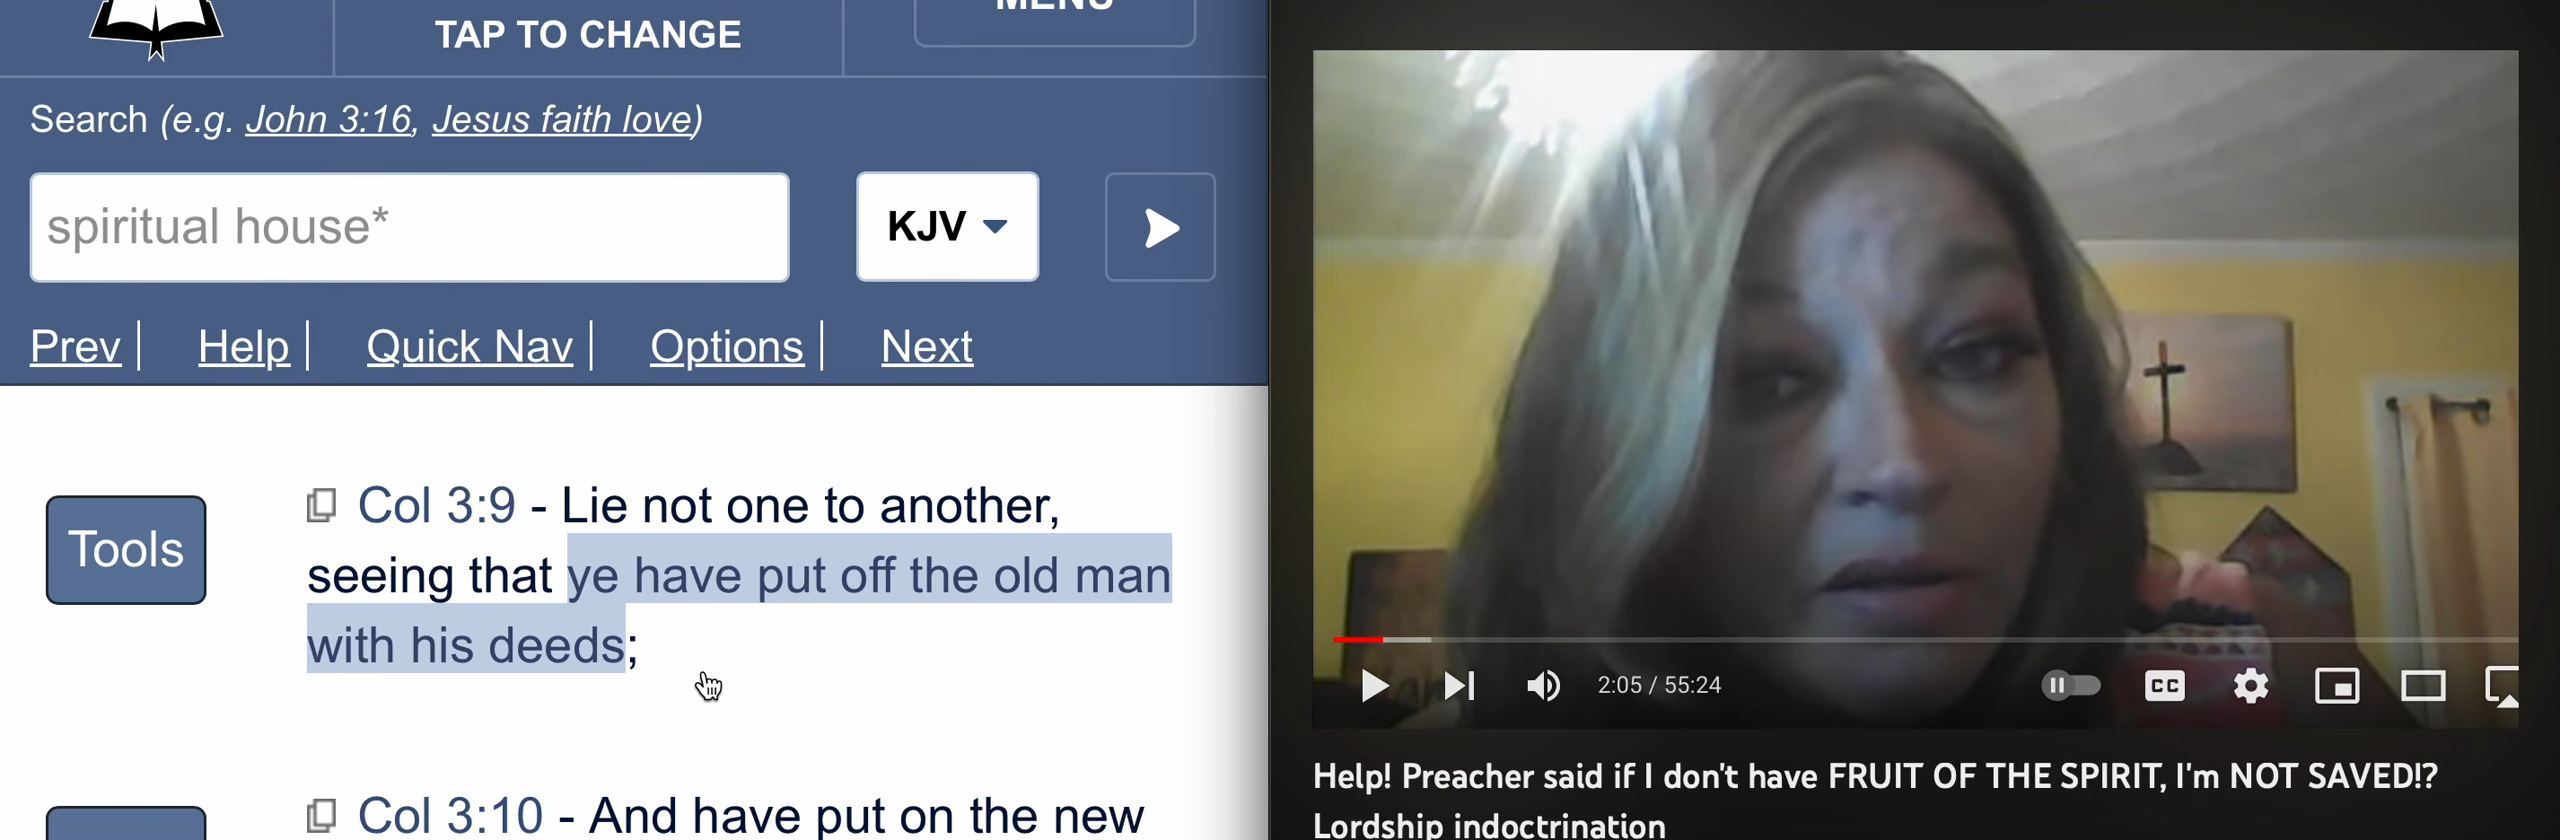 TAP TO CHANGE
Search (e.g. John 3:16, Jesus faith love)
spiritual house*
KJV
Prev
Help
Quick Nav
Options
Next
Tools
Col 3:9 - Lie not one to another,
seeing that ye have put off the old man
with his deeds;
Col 3:10 - And have put on the new
2:05 / 55:24
CC
Help! Preacher said if I don't have FRUIT OF THE SPIRIT, I'm NOT SAVED!?
Lordship indoctrination